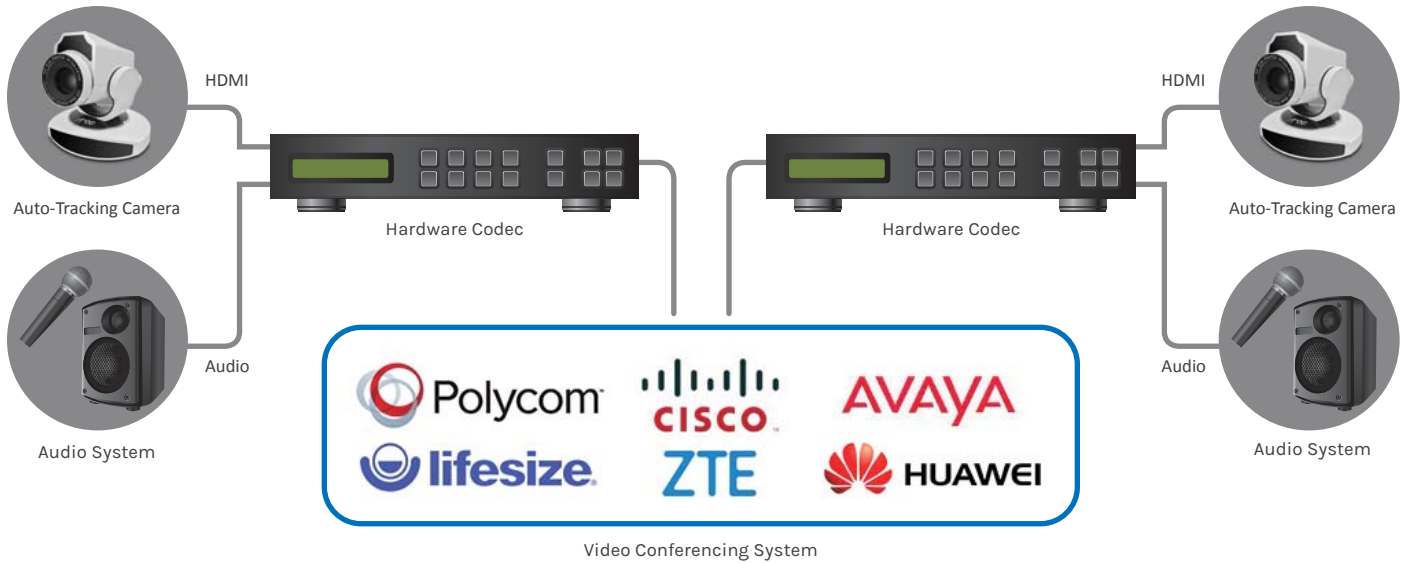 HDMI
HDMI
Auto-Tracking Camera
Hardware Codec
Hardware Codec
Auto-Tracking Camera
Audio
Audio
Audio System
Audio System
Polycom
CISCO
AVAYA
lifesize
ZTE
HUAWEI
Video Conferencing System